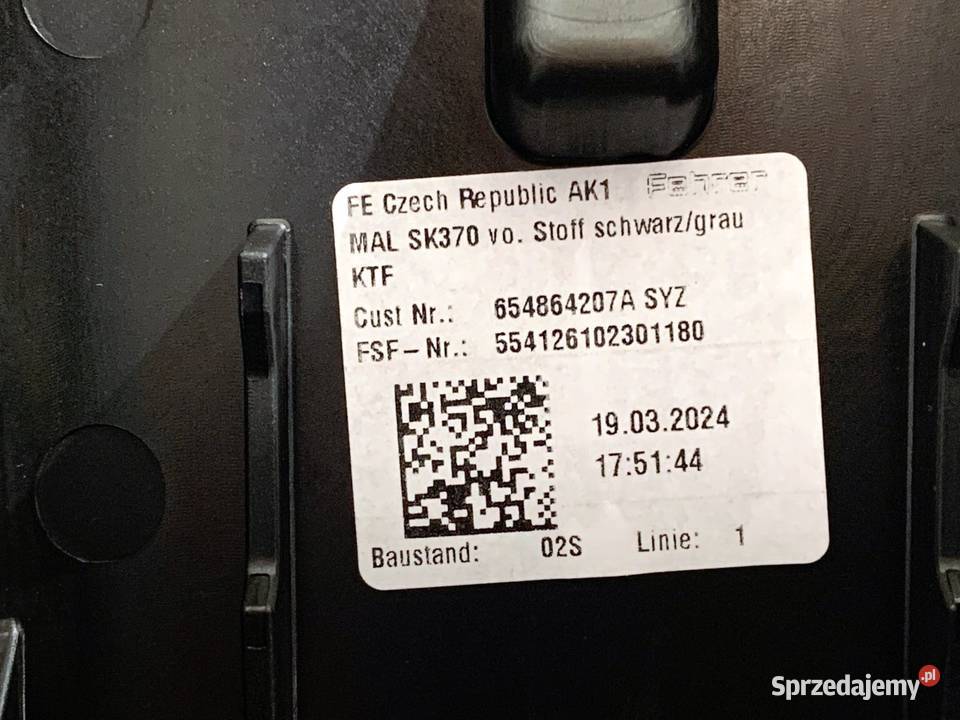 FE Czech Republic AK1 Fehrer
MAL SK370 vo. Stoff schwarz/grau
KTF
Cust Nr.: 654864207A SYZ
FSF-Nr.: 554126102301180
19.03.2024
17:51:44
Baustand: 02S Linie: 1
Sprzedajemy.pl